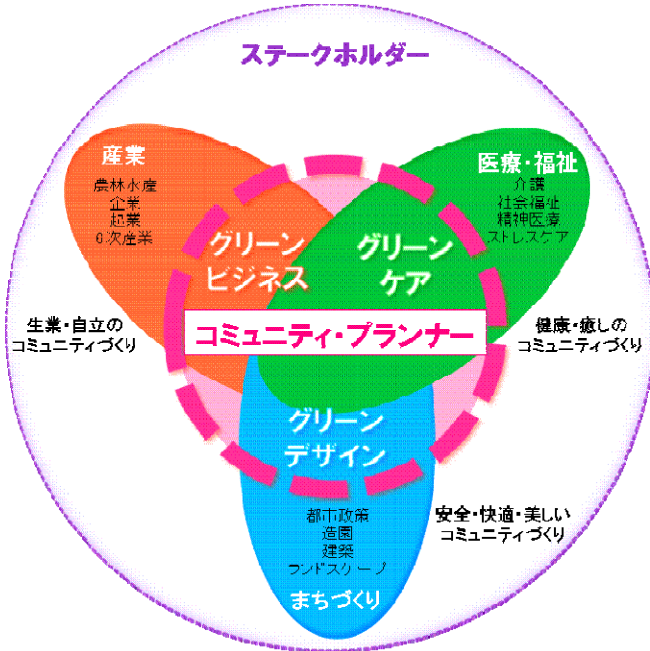 ステークホルダー
産業
農林水産
企業
起業
6次産業
医療・福祉
介護
社会福祉
精神医療
ストレスケア
グリーン
ビジネス
グリーン
ケア
生業・自立の
コミュニティづくり
コミュニティ・プランナー
健康・癒しの
コミュニティづくり
グリーン
デザイン
都市政策
造園
建築
ランドスケープ
まちづくり
安全・快適・美しい
コミュニティづくり